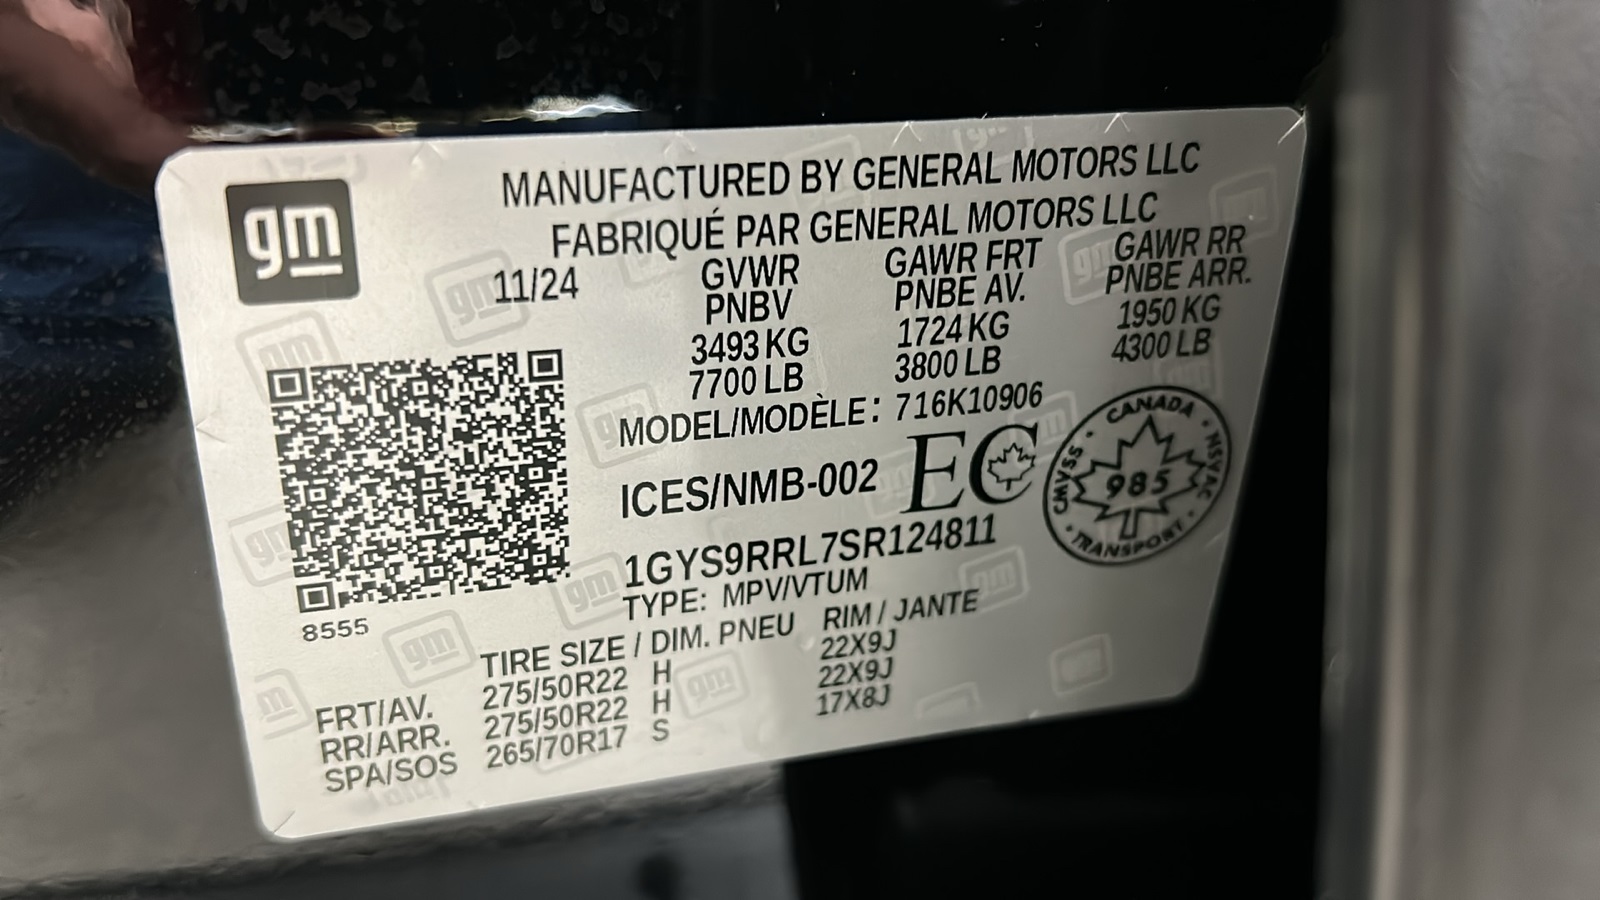 gm
MANUFACTURED BY GENERAL MOTORS LLC
FABRIQUÉ PAR GENERAL MOTORS LLC
11/24 GVWR GAWR FRT GAWR RR
PNBV PNBE AV. PNBE ARR.
3493 KG 1724 KG 1950 KG
7700 LB 3800 LB 4300 LB
MODEL/MODÈLE: 716K10906
ICES/NMB-002 EC
CANADA
CMVSS 985 NSVAC
TRANSPORT
1GYS9RRL7SR124811
TYPE: MPV/VTUM
8555
TIRE SIZE / DIM. PNEU RIM / JANTE
FRT/AV. 275/50R22 H 22X9J
RR/ARR. 275/50R22 H 22X9J
SPA/SOS 265/70R17 S 17X8J